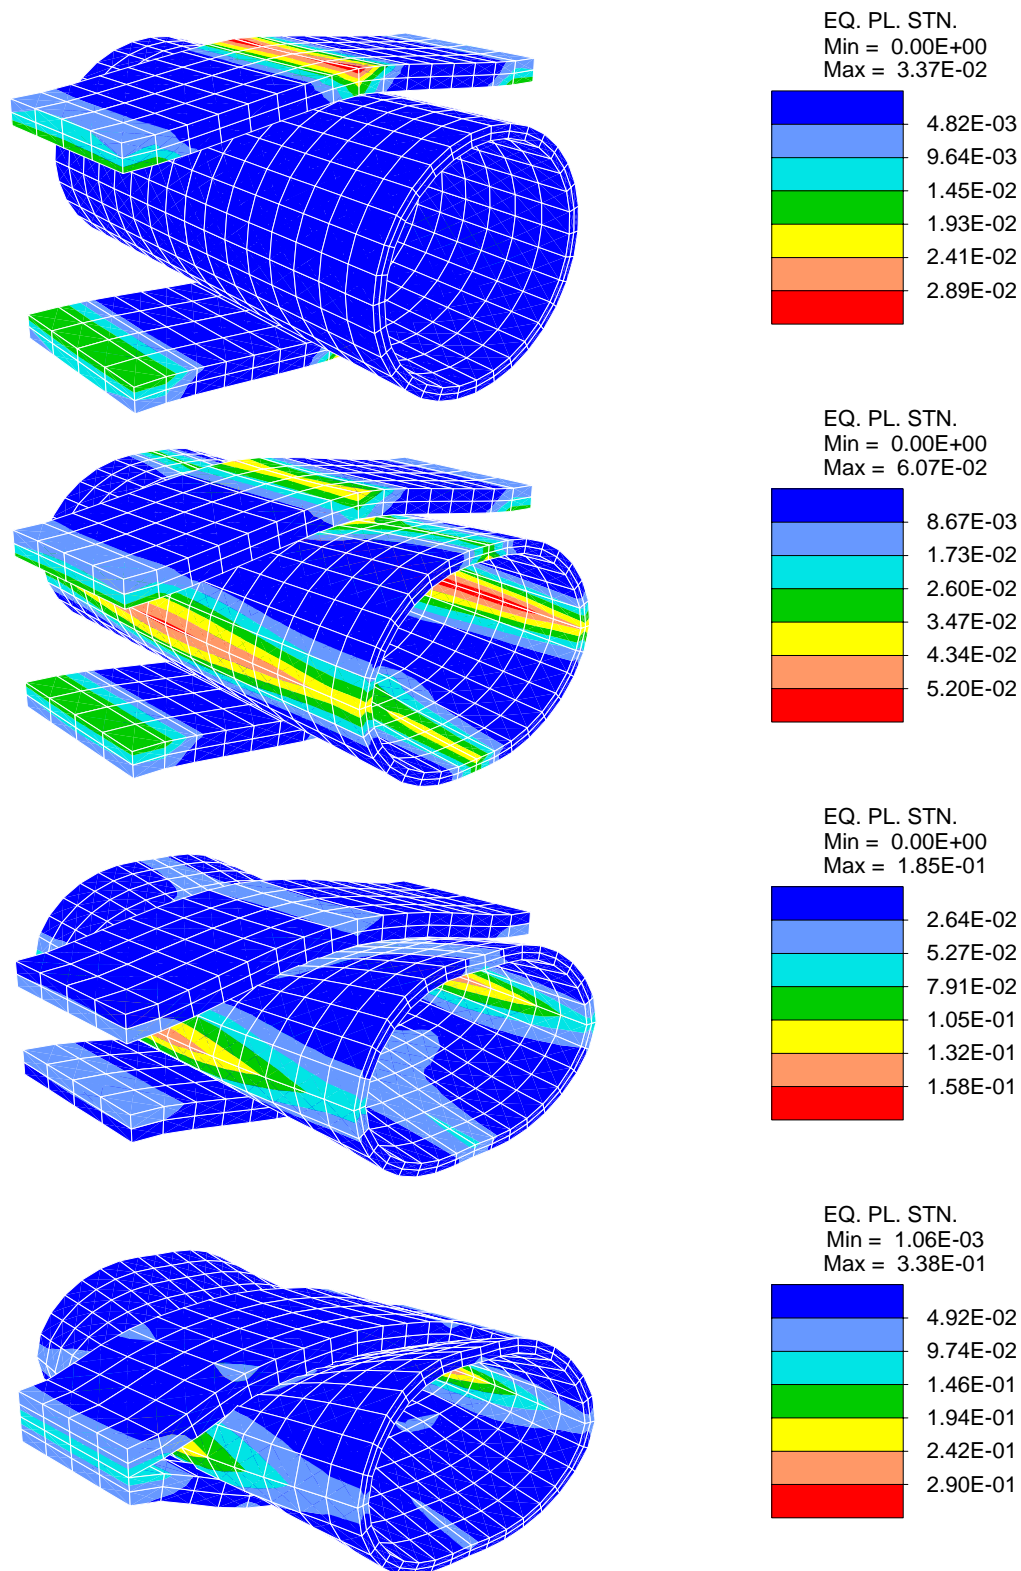 EQ. PL. STN.
Min = 0.00E+00
Max = 3.37E-02
4.82E-03
9.64E-03
1.45E-02
1.93E-02
2.41E-02
2.89E-02
EQ. PL. STN.
Min = 0.00E+00
Max = 6.07E-02
8.67E-03
1.73E-02
2.60E-02
3.47E-02
4.34E-02
5.20E-02
EQ. PL. STN.
Min = 0.00E+00
Max = 1.85E-01
2.64E-02
5.27E-02
7.91E-02
1.05E-01
1.32E-01
1.58E-01
EQ. PL. STN.
Min = 1.06E-03
Max = 3.38E-01
4.92E-02
9.74E-02
1.46E-01
1.94E-01
2.42E-01
2.90E-01